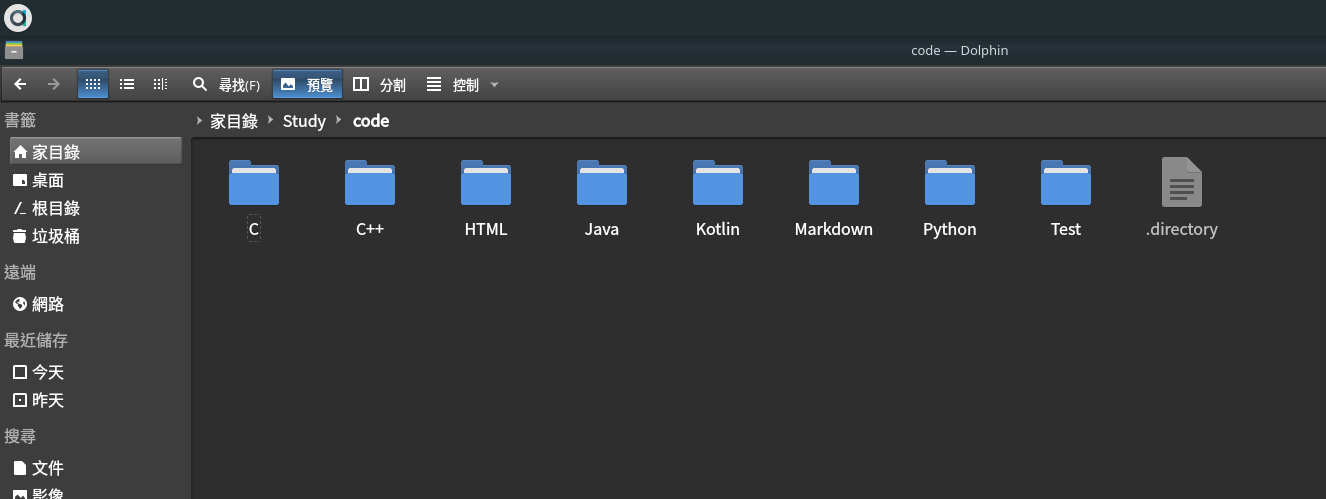 code — Dolphin
尋找(F) 預覽 分割 控制
書籤
家目錄
桌面
根目錄
垃圾桶
遠端
網路
最近儲存
今天
昨天
搜尋
文件
影像
家目錄 Study code
C C++ HTML Java Kotlin Markdown Python Test .directory